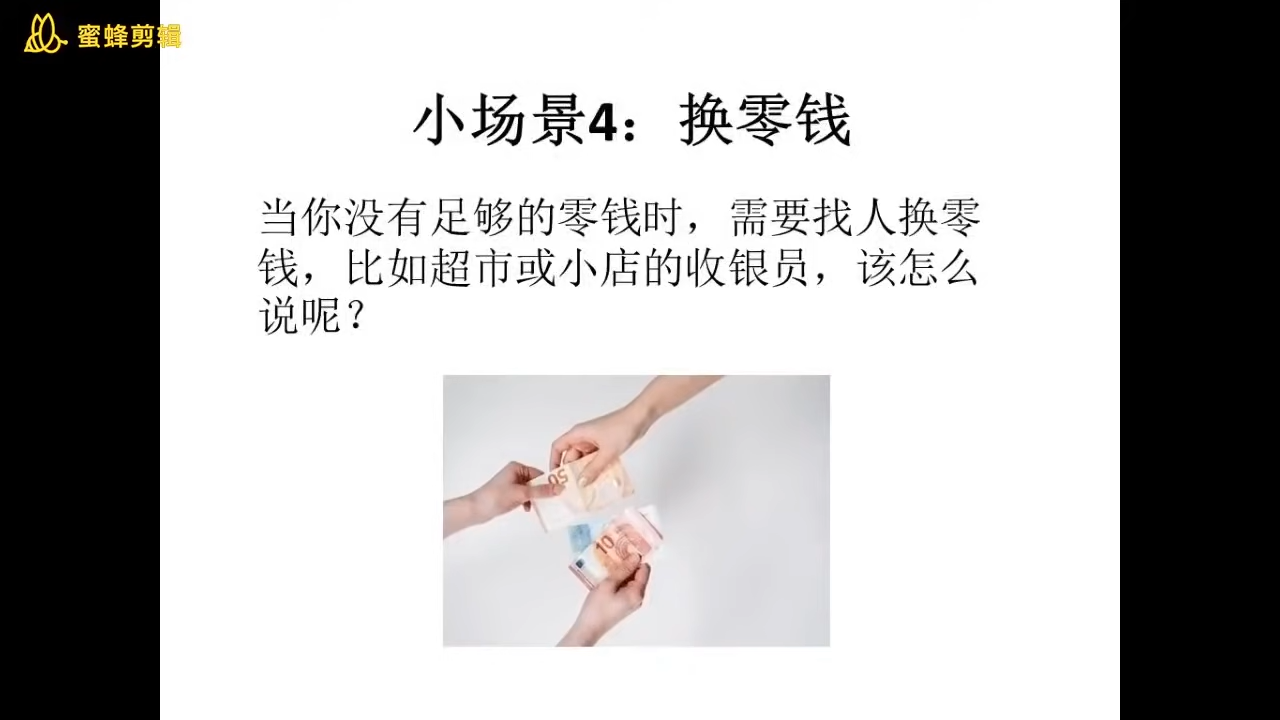 蜜蜂剪辑
小场景4：换零钱
当你没有足够的零钱时，需要找人换零
钱，比如超市或小店的收银员，该怎么
说呢？
50
10